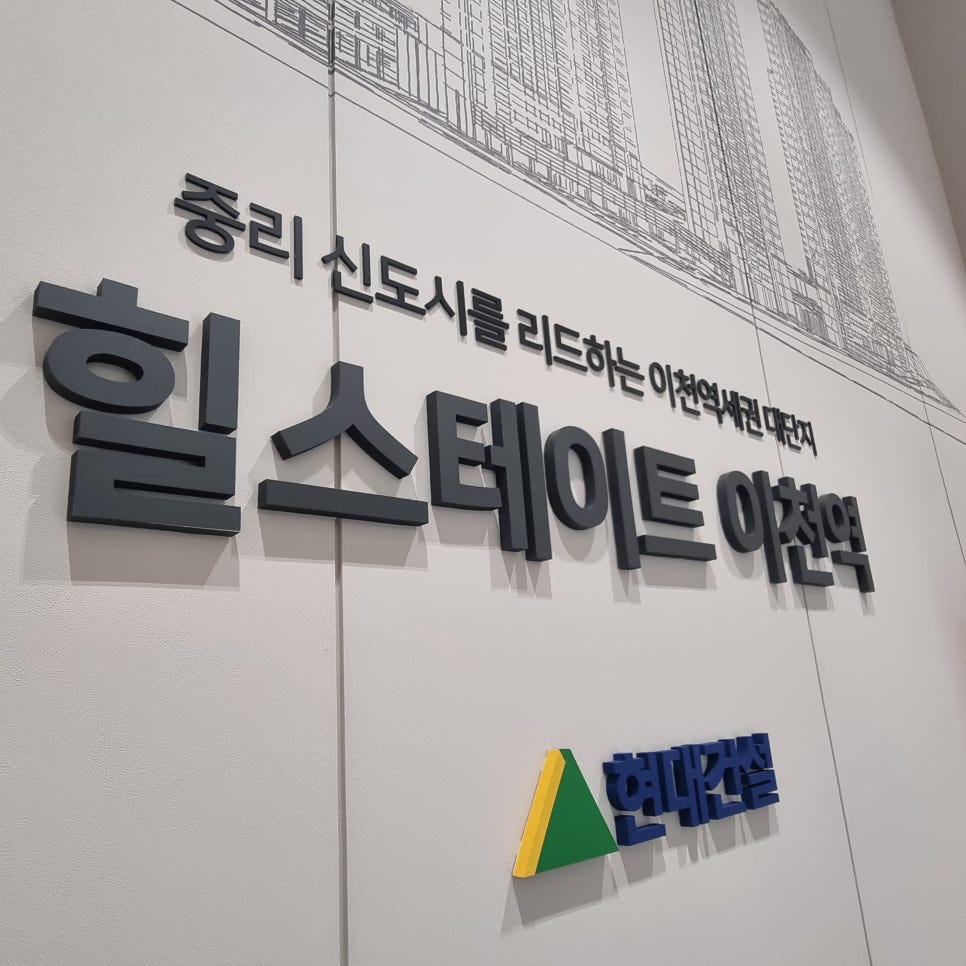 중리 신도시를 리드하는 이천역세권 대단지
힐스테이트 이천역
현대건설